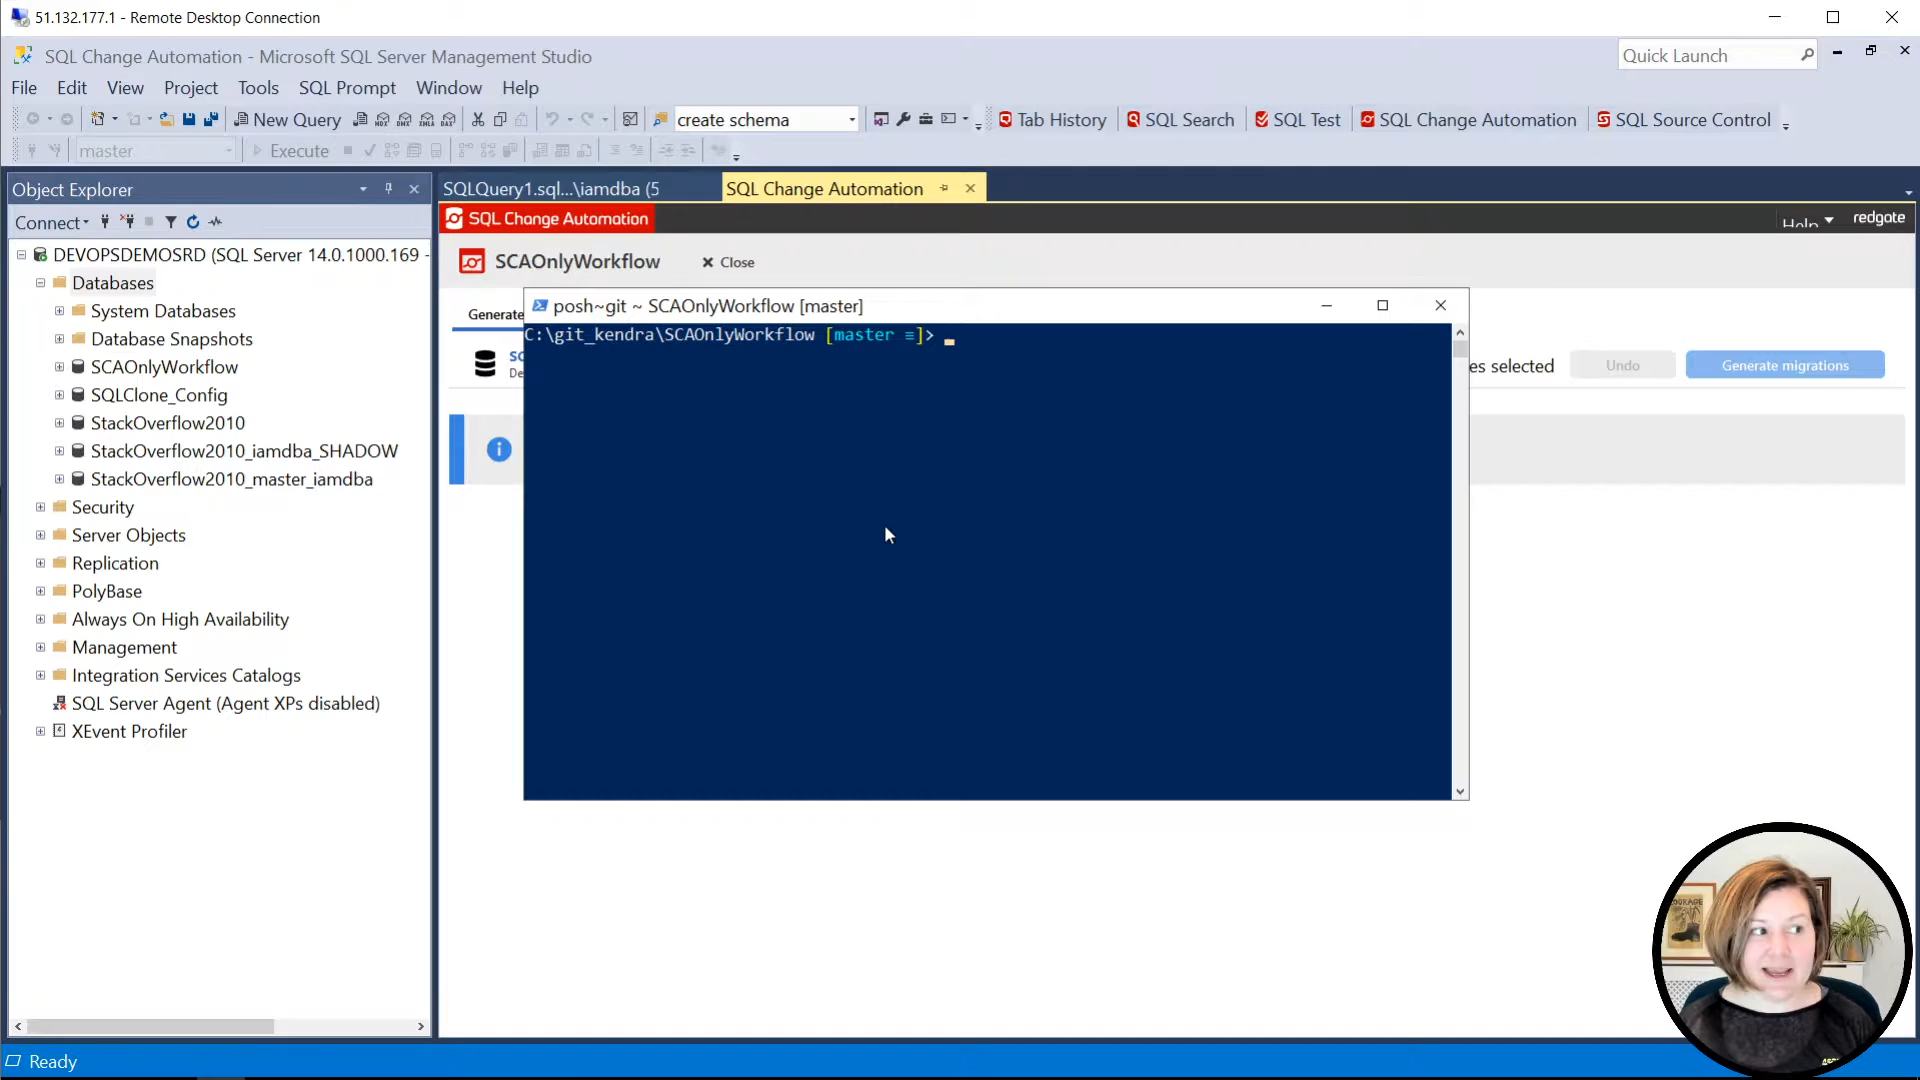 51.132.177.1 - Remote Desktop Connection
SQL Change Automation - Microsoft SQL Server Management Studio
Quick Launch
File Edit View Project Tools SQL Prompt Window Help
New Query create schema Tab History SQL Search SQL Test SQL Change Automation SQL Source Control
master Execute
Object Explorer
SQLQuery1.sql...\iamdba (5
SQL Change Automation
Connect
SQL Change Automation
Help
redgate
SCAOnlyWorkflow
Close
DEVOPSDEMOSRD (SQL Server 14.0.1000.169 -
Databases
System Databases
Database Snapshots
SCAOnlyWorkflow
SQLClone_Config
StackOverflow2010
StackOverflow2010_iamdba_SHADOW
StackOverflow2010_master_iamdba
Security
Server Objects
Replication
PolyBase
Always On High Availability
Management
Integration Services Catalogs
SQL Server Agent (Agent XPs disabled)
XEvent Profiler
Generate
SC
De
es selected
Undo
Generate migrations
posh~git ~ SCAOnlyWorkflow [master]
C:\git_kendra\SCAOnlyWorkflow [master ≡]>
Ready